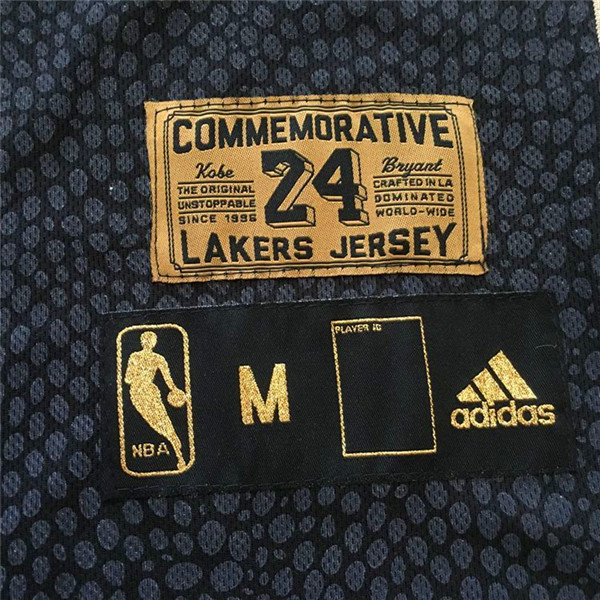 COMMEMORATIVE
Kobe 24 Bryant
THE ORIGINAL CRAFTED IN LA
UNSTOPPABLE DOMINATED
SINCE 1996 WORLD-WIDE
LAKERS JERSEY
NBA
M
PLAYER ID
adidas